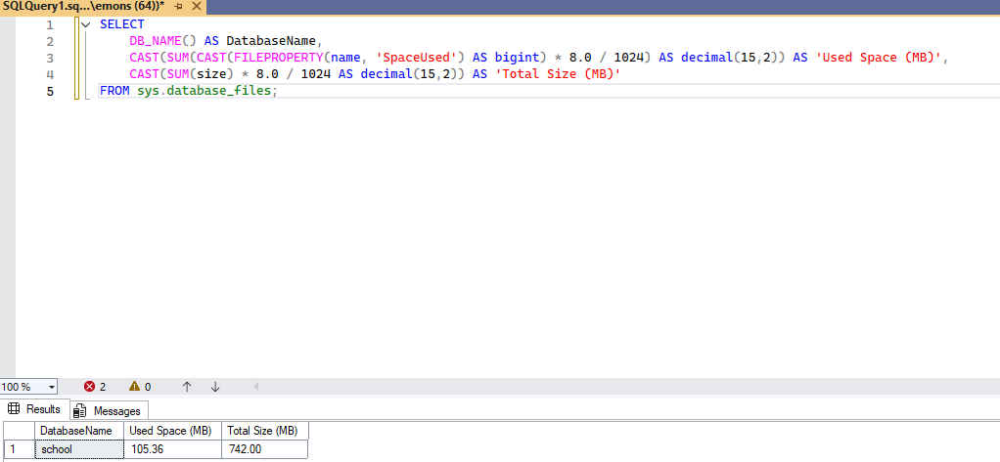 SQLQuery1.sq...\emons (64))*
1 SELECT
2 DB_NAME() AS DatabaseName,
3 CAST(SUM(CAST(FILEPROPERTY(name, 'SpaceUsed') AS bigint) * 8.0 / 1024) AS decimal(15,2)) AS 'Used Space (MB)',
4 CAST(SUM(size) * 8.0 / 1024 AS decimal(15,2)) AS 'Total Size (MB)'
5 FROM sys.database_files;
100 % 2 0
Results Messages
DatabaseName Used Space (MB) Total Size (MB)
1 school 105.36 742.00